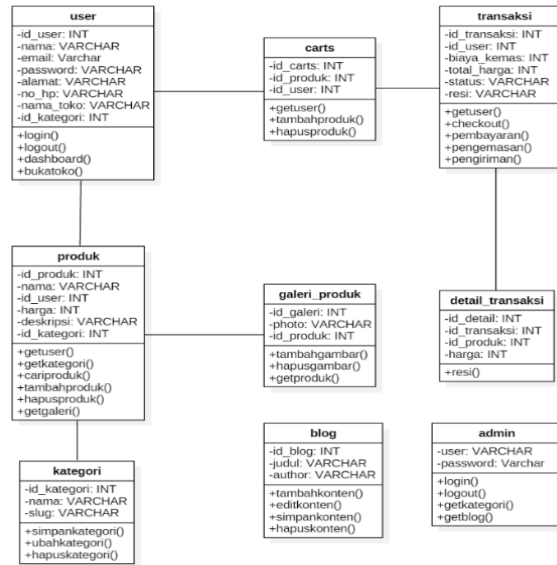 user
-id_user: INT
-nama: VARCHAR
-email: Varchar
-password: VARCHAR
-alamat: VARCHAR
-no_hp: VARCHAR
-nama_toko: VARCHAR
-id_kategori: INT
+login()
+logout()
+dashboard()
+bukatoko()
carts
-id_carts: INT
-id_produk: INT
-id_user: INT
+getuser()
+tambahproduk()
+hapusproduk()
transaksi
-id_transaksi: INT
-id_user: INT
-biaya_kemas: INT
-total_harga: INT
-status: VARCHAR
-resi: VARCHAR
+getuser()
+checkout()
+pembayaran()
+pengemasan()
+pengiriman()
produk
-id_produk: INT
-nama: VARCHAR
-id_user: INT
-harga: INT
-deskripsi: VARCHAR
-id_kategori: INT
+getuser()
+getkategori()
+cariproduk()
+tambahproduk()
+hapusproduk()
+getgaleri()
galeri_produk
-id_galeri: INT
-photo: VARCHAR
-id_produk: INT
+tambahgambar()
+hapusgambar()
+getproduk()
detail_transaksi
-id_detail: INT
-id_transaksi: INT
-id_produk: INT
-harga: INT
+resi()
kategori
-id_kategori: INT
-nama: VARCHAR
-slug: VARCHAR
+simpankategori()
+ubahkategori()
+hapuskategori()
blog
-id_blog: INT
-judul: VARCHAR
-author: VARCHAR
+tambahkonten()
+editkonten()
+simpankonten()
+hapuskonten()
admin
-user: VARCHAR
-password: Varchar
+login()
+logout()
+getkategori()
+getblog()